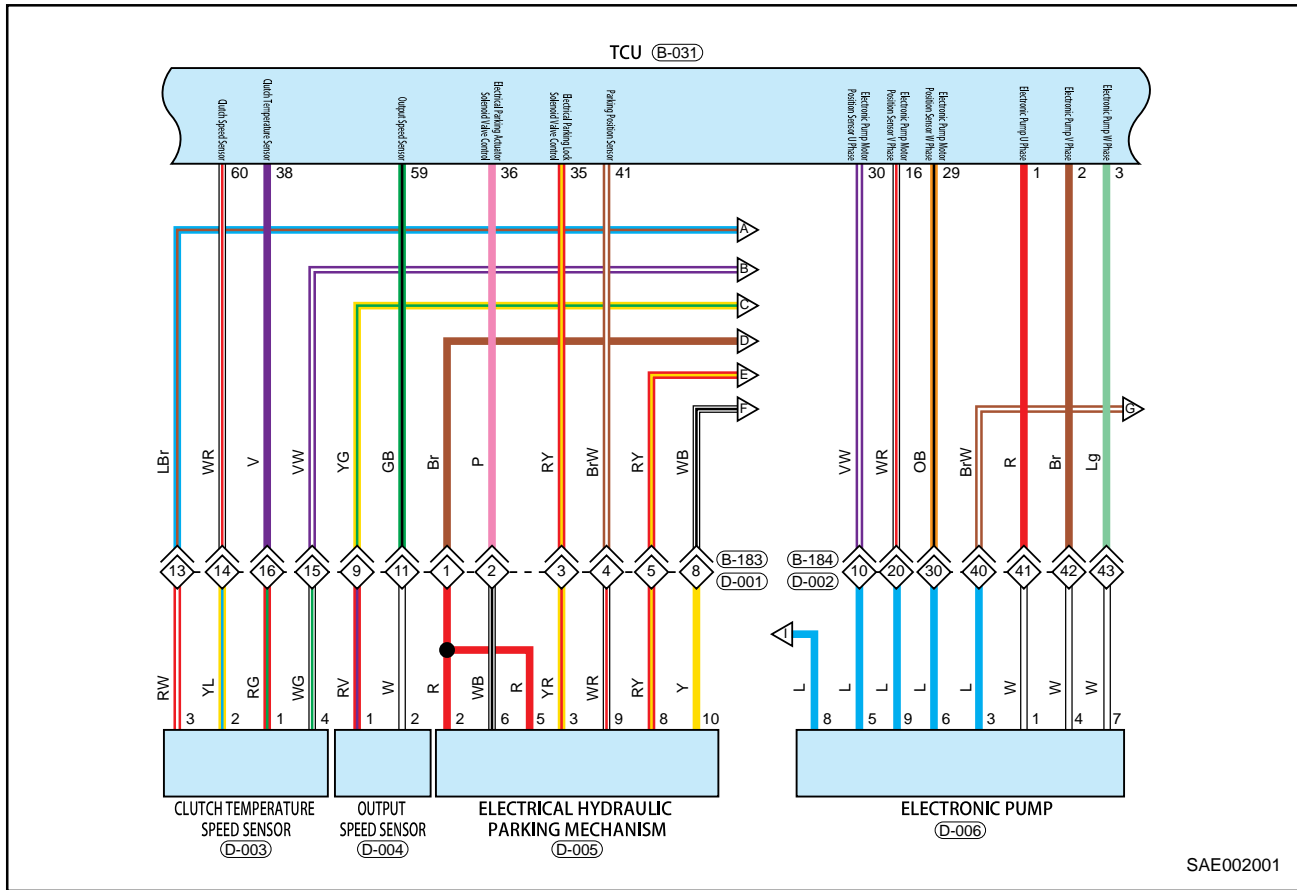 TCU B-031
Clutch Speed Sensor
Clutch Temperature Sensor
Output Speed Sensor
Electrical Parking Actuator
Solenoid Valve Control
Electrical Parking Lock
Solenoid Valve Control
Parking Position Sensor
Electronic Pump Motor
Position Sensor U Phase
Electronic Pump Motor
Position Sensor V Phase
Electronic Pump Motor
Position Sensor W Phase
Electronic Pump U Phase
Electronic Pump V Phase
Electronic Pump W Phase
60 38 59 36 35 41 30 16 29 1 2 3
A
B
C
D
E
F
G
LBr WR V VW YG GB Br P RY BrW RY WB VW WR OB BrW R Br Lg
B-183 B-184
13 14 16 15 9 11 1 2 3 4 5 8 10 20 30 40 41 42 43
D-001 D-002
I
RW YL RG WG RV W R WB R YR WR RY Y L L L L L W W W
3 2 1 4 1 2 2 6 5 3 9 8 10 8 5 9 6 3 1 4 7
CLUTCH TEMPERATURE
SPEED SENSOR
D-003
OUTPUT
SPEED SENSOR
D-004
ELECTRICAL HYDRAULIC
PARKING MECHANISM
D-005
ELECTRONIC PUMP
D-006
SAE002001